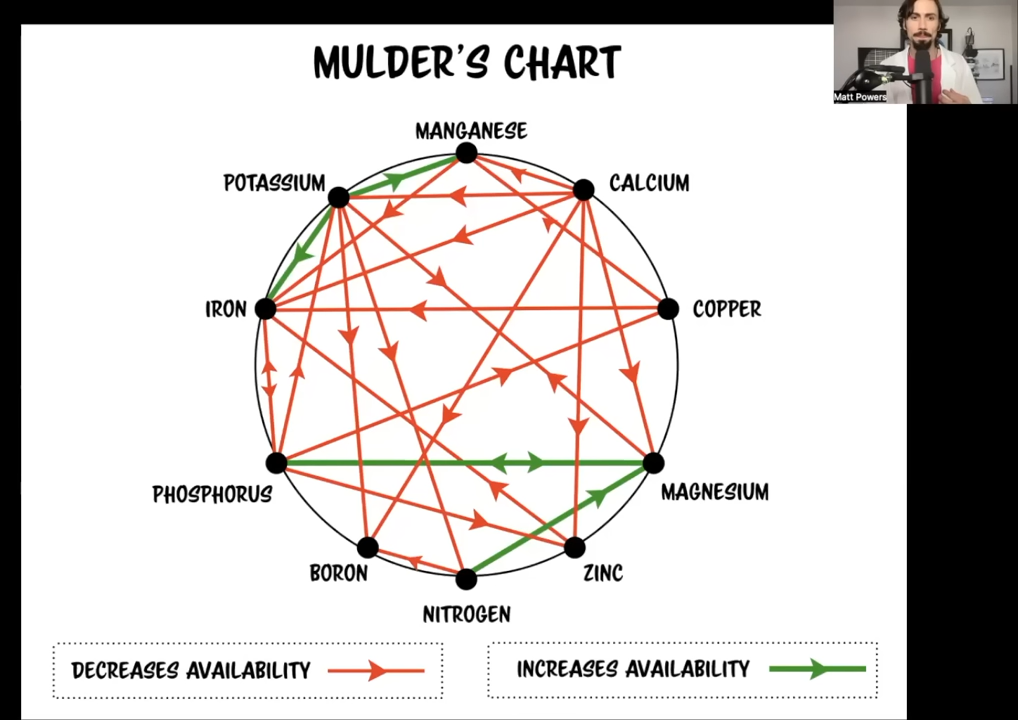 MULDER'S CHART
Matt Powers
MANGANESE
POTASSIUM
CALCIUM
IRON
COPPER
PHOSPHORUS
MAGNESIUM
BORON
ZINC
NITROGEN
DECREASES AVAILABILITY
INCREASES AVAILABILITY